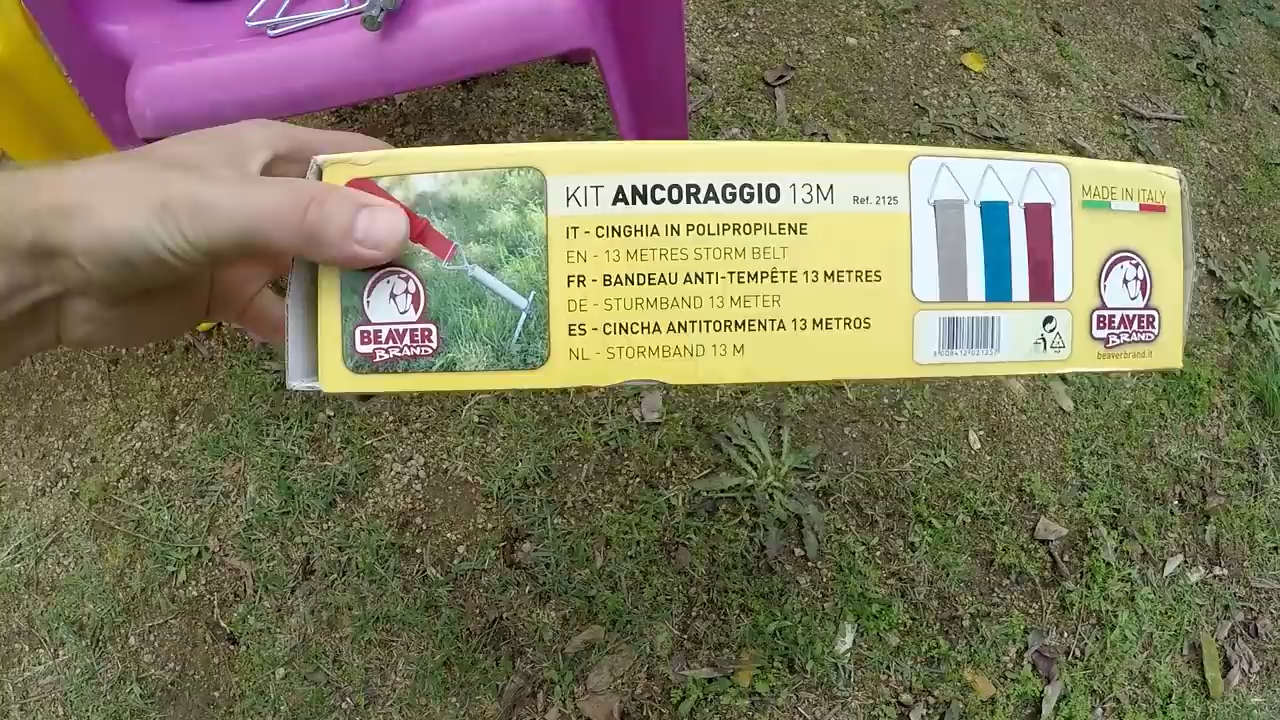 KIT ANCORAGGIO 13M Ref. 2125
IT - CINGHIA IN POLIPROPILENE
EN - 13 METRES STORM BELT
FR - BANDEAU ANTI-TEMPÊTE 13 METRES
DE - STURMBAND 13 METER
ES - CINCHA ANTITORMENTA 13 METROS
NL - STORMBAND 13 M
BEAVER
BRAND
MADE IN ITALY
BEAVER
BRAND
beaverbrand.it